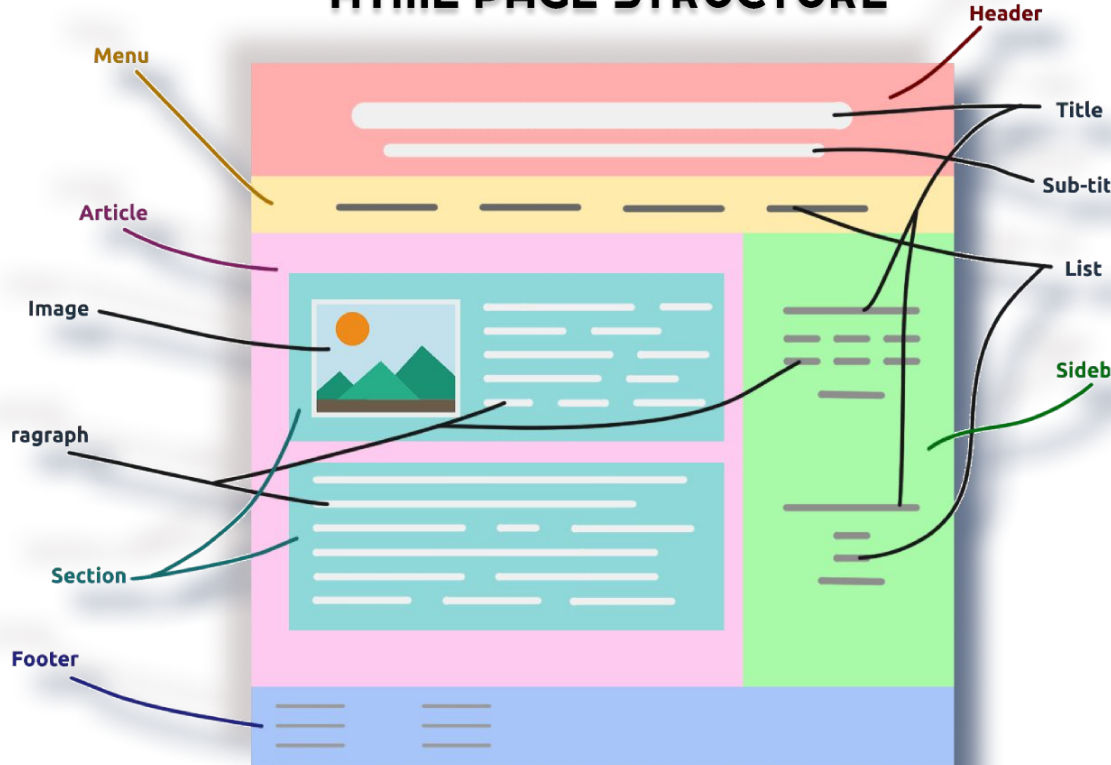 HTML PAGE STRUCTURE
Header
Menu
Title
Sub-tit
Article
List
Image
Sideb
ragraph
Section
Footer